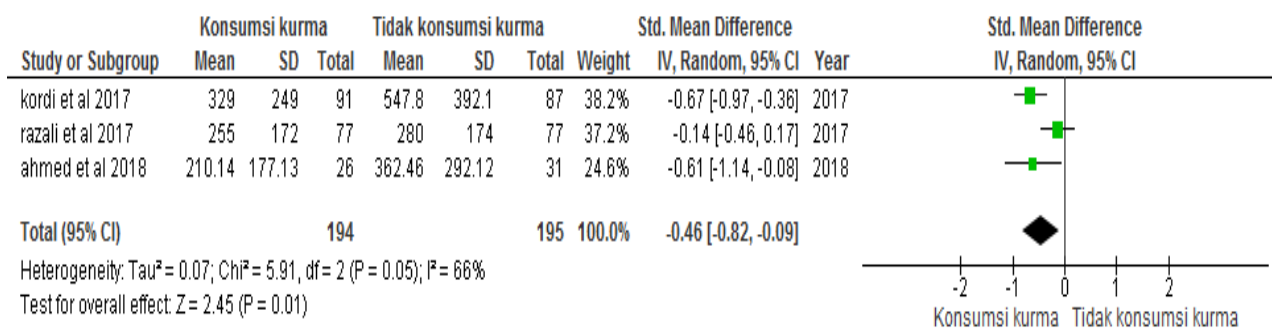 Konsumsi kurma Tidak konsumsi kurma Std. Mean Difference Std. Mean Difference
Study or Subgroup Mean SD Total Mean SD Total Weight IV, Random, 95% CI Year IV, Random, 95% CI
kordi et al 2017 329 249 91 547.8 392.1 87 38.2% -0.67 [-0.97, -0.36] 2017
razali et al 2017 255 172 77 280 174 77 37.2% -0.14 [-0.46, 0.17] 2017
ahmed et al 2018 210.14 177.13 26 362.46 292.12 31 24.6% -0.61 [-1.14, -0.08] 2018
Total (95% CI) 194 195 100.0% -0.46 [-0.82, -0.09]
Heterogeneity: Tau² = 0.07; Chi² = 5.91, df = 2 (P = 0.05); I² = 66%
Test for overall effect: Z = 2.45 (P = 0.01)
-2 -1 0 1 2
Konsumsi kurma Tidak konsumsi kurma